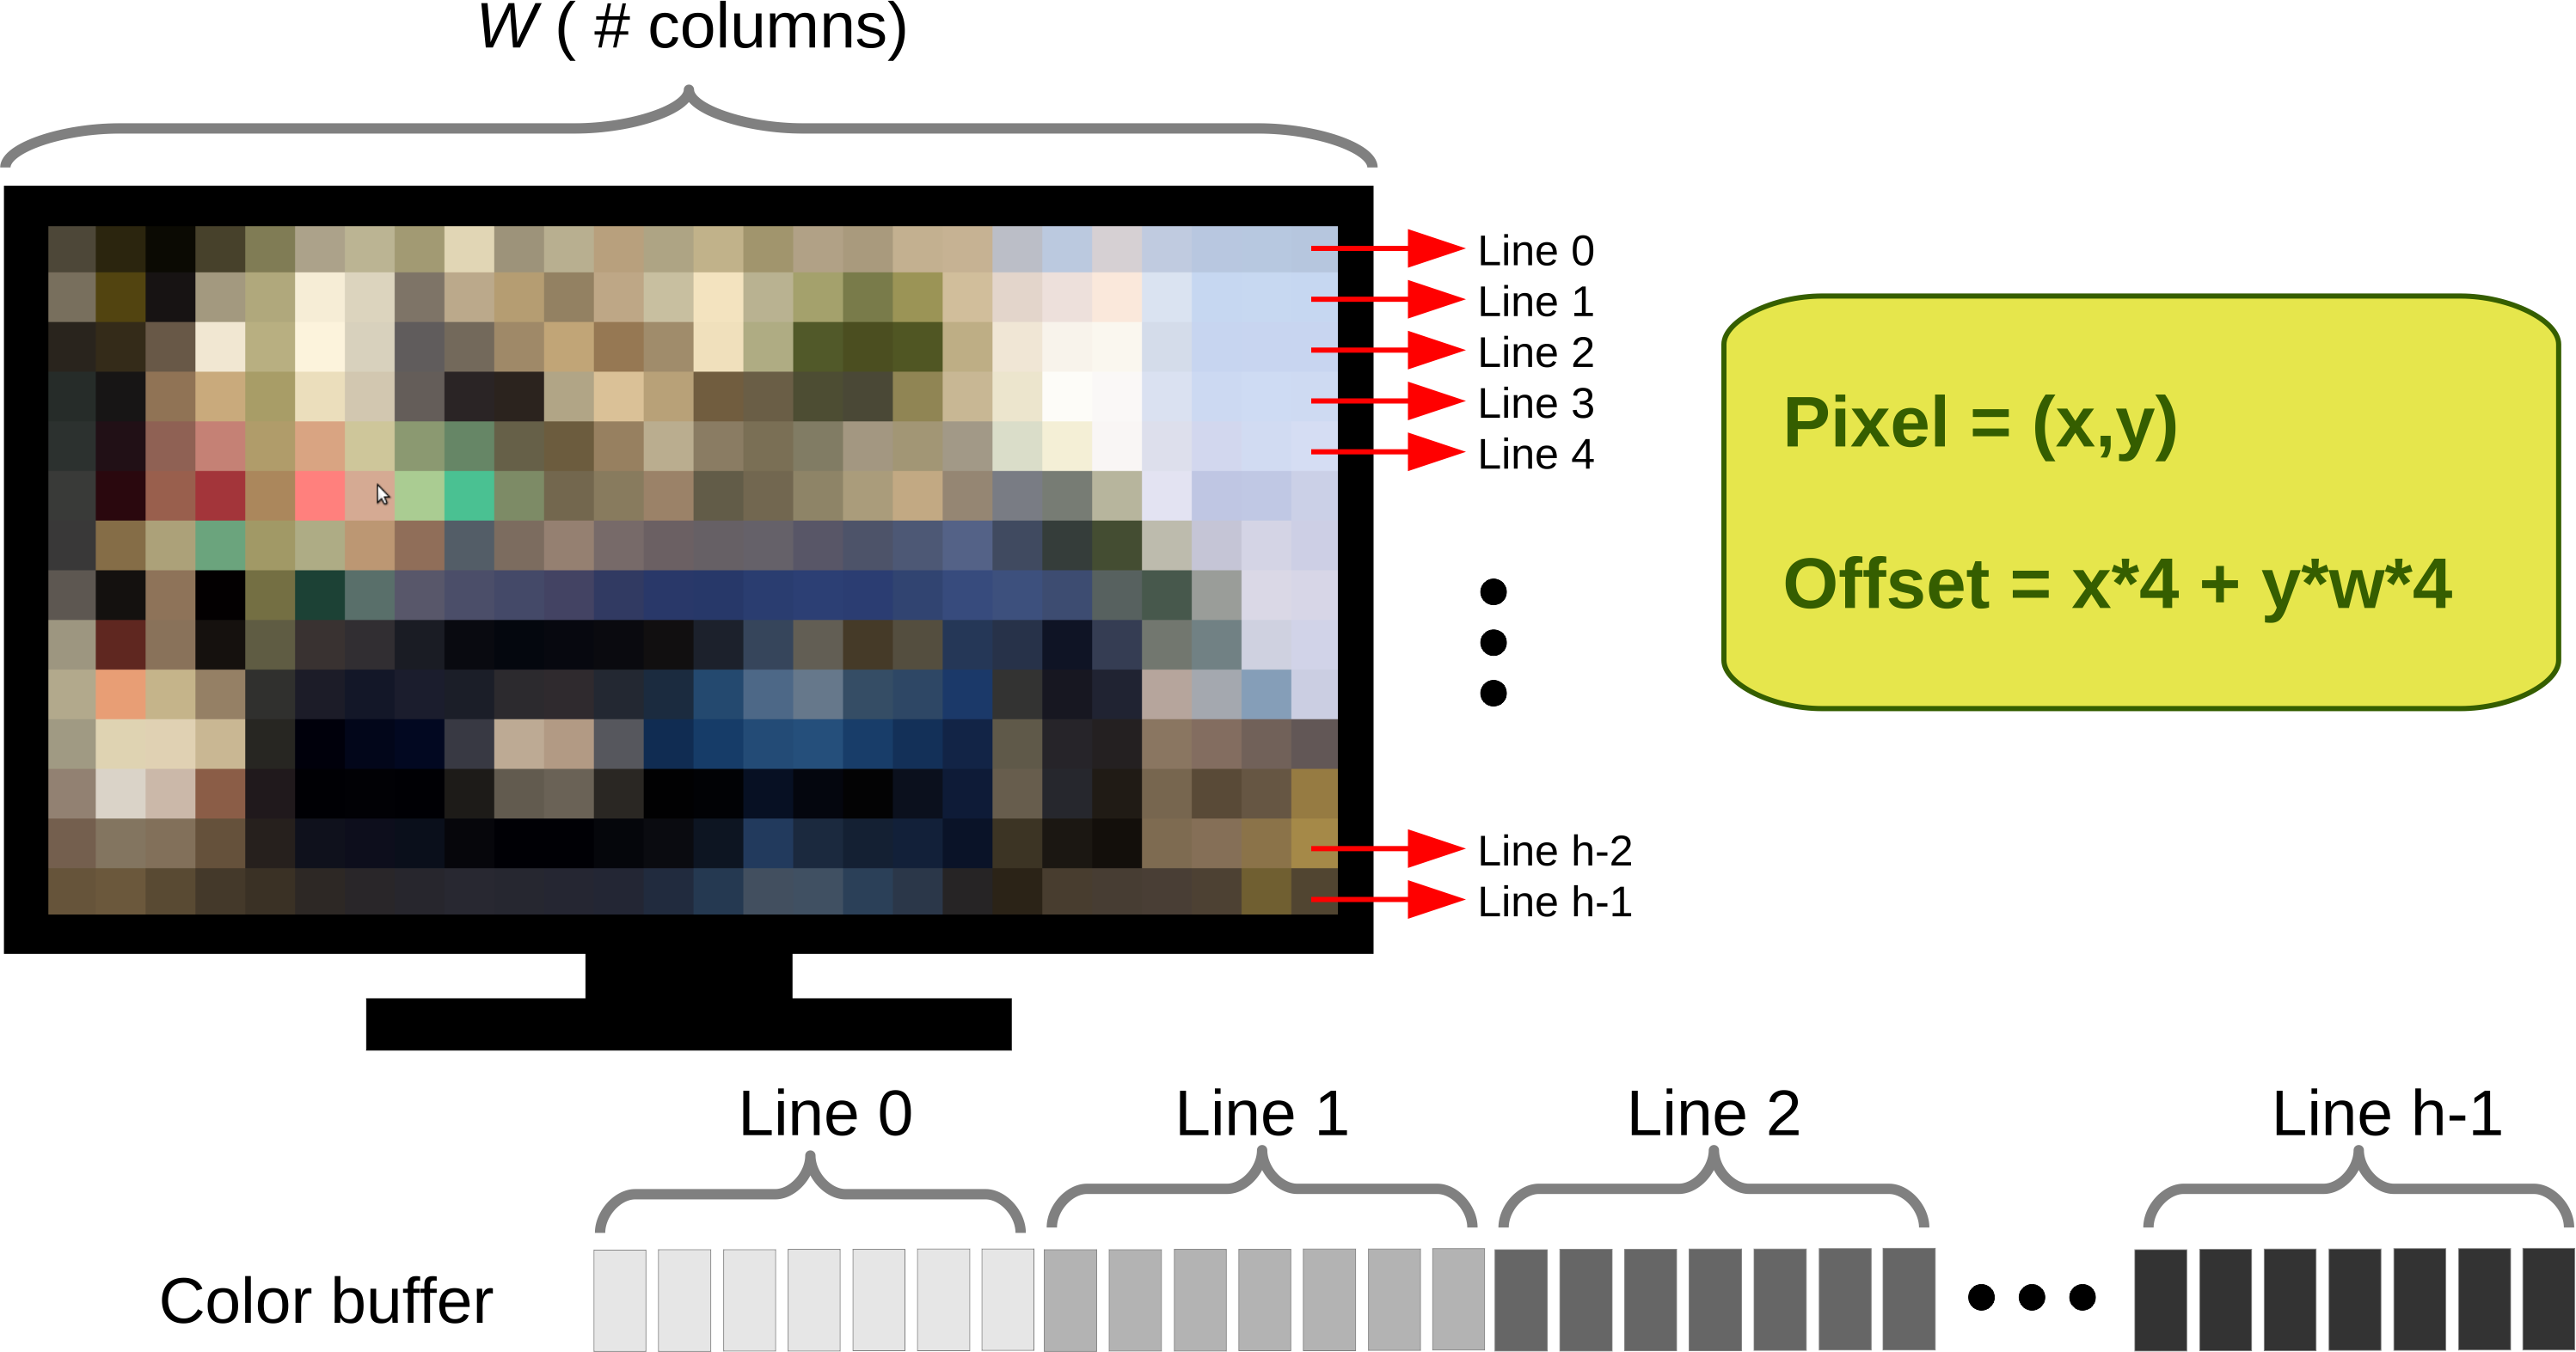 W ( # columns)
Line 0
Line 1
Line 2
Line 3
Line 4
Pixel = (x,y)
Offset = x*4 + y*w*4
Line h-2
Line h-1
Line 0 Line 1 Line 2 Line h-1
Color buffer